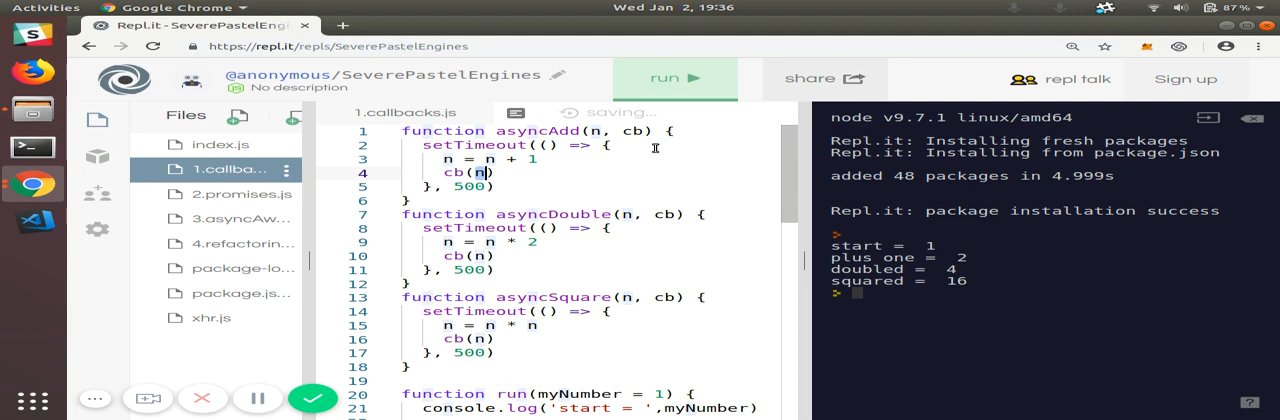 Activities Google Chrome Wed Jan 2, 19:36 87 %
Repl.it - SeverePastelEngi
https://repl.it/repls/SeverePastelEngines
@anonymous/SeverePastelEngines
No description
run
share
repl talk
Sign up
Files
index.js
1.callba...
2.promises.js
3.asyncAw...
4.refactorin...
package-lo...
package.js...
xhr.js
1.callbacks.js
saving...
1 function asyncAdd(n, cb) {
2 setTimeout(() => {
3 n = n + 1
4 cb(n)
5 }, 500)
6 }
7 function asyncDouble(n, cb) {
8 setTimeout(() => {
9 n = n * 2
10 cb(n)
11 }, 500)
12 }
13 function asyncSquare(n, cb) {
14 setTimeout(() => {
15 n = n * n
16 cb(n)
17 }, 500)
18 }
19
20 function run(myNumber = 1) {
21 console.log('start = ',myNumber)
node v9.7.1 linux/amd64
Repl.it: Installing fresh packages
Repl.it: Installing from package.json
added 48 packages in 4.999s
Repl.it: package installation success
>
start = 1
plus one = 2
doubled = 4
squared = 16
>